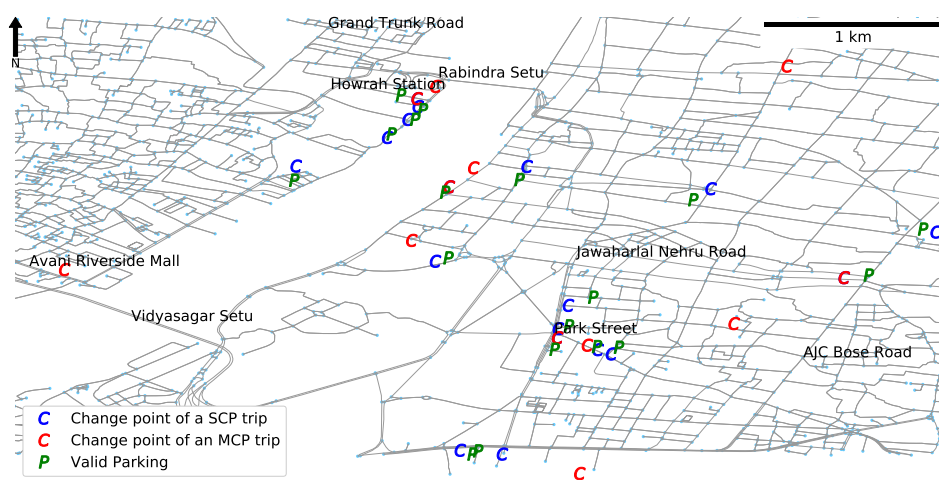 Grand Trunk Road
1 km
N
Rabindra Setu
Howrah Station
Jawaharlal Nehru Road
Avani Riverside Mall
Vidyasagar Setu
Park Street
AJC Bose Road
C Change point of a SCP trip
C Change point of an MCP trip
P Valid Parking